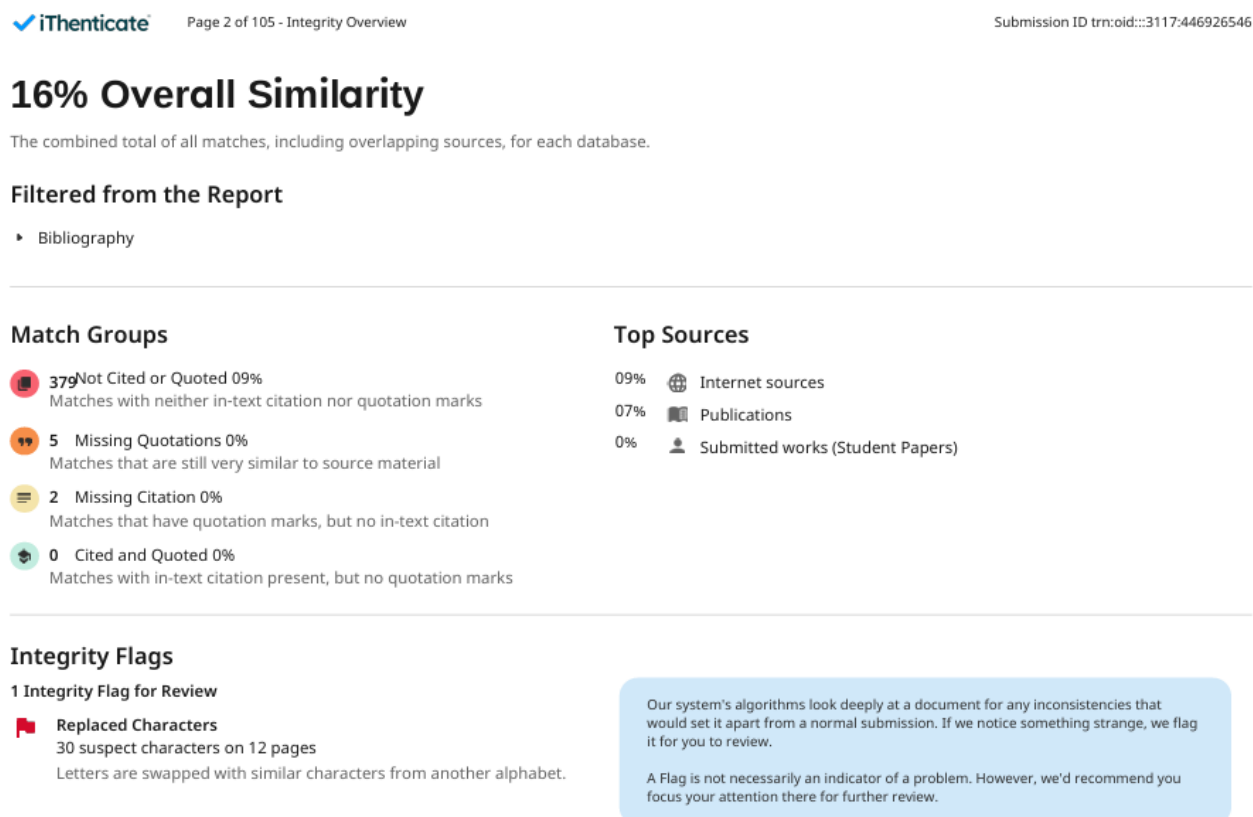 iThenticate
Page 2 of 105 - Integrity Overview
Submission ID trn:oid:::3117:446926546
16% Overall Similarity
The combined total of all matches, including overlapping sources, for each database.
Filtered from the Report
Bibliography
Match Groups
379 Not Cited or Quoted 09%
Matches with neither in-text citation nor quotation marks
5 Missing Quotations 0%
Matches that are still very similar to source material
2 Missing Citation 0%
Matches that have quotation marks, but no in-text citation
0 Cited and Quoted 0%
Matches with in-text citation present, but no quotation marks
Top Sources
09% Internet sources
07% Publications
0% Submitted works (Student Papers)
Integrity Flags
1 Integrity Flag for Review
Replaced Characters
30 suspect characters on 12 pages
Letters are swapped with similar characters from another alphabet.
Our system's algorithms look deeply at a document for any inconsistencies that
would set it apart from a normal submission. If we notice something strange, we flag
it for you to review.
A Flag is not necessarily an indicator of a problem. However, we'd recommend you
focus your attention there for further review.